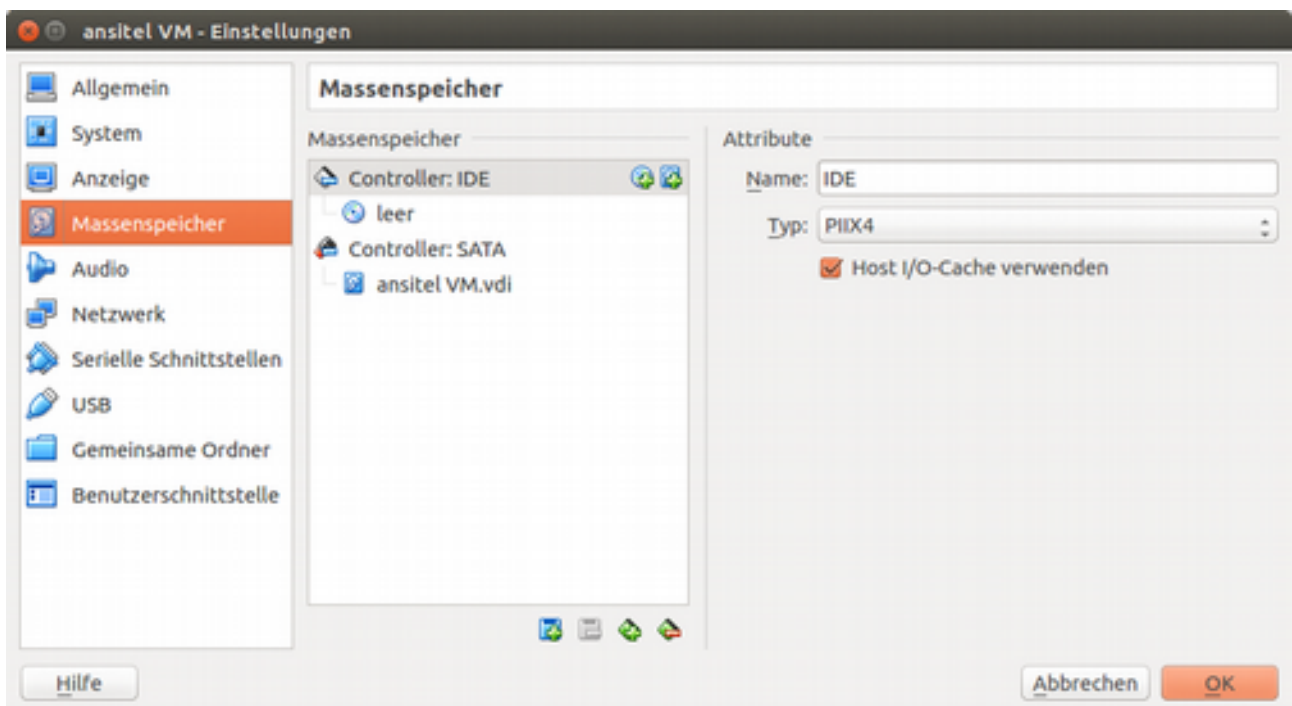 ansitel VM - Einstellungen
Allgemein
System
Anzeige
Massenspeicher
Audio
Netzwerk
Serielle Schnittstellen
USB
Gemeinsame Ordner
Benutzerschnittstelle
Massenspeicher
Massenspeicher
Controller: IDE
leer
Controller: SATA
ansitel VM.vdi
Attribute
Name: IDE
Typ: PIIX4
Host I/O-Cache verwenden
Hilfe
Abbrechen
OK